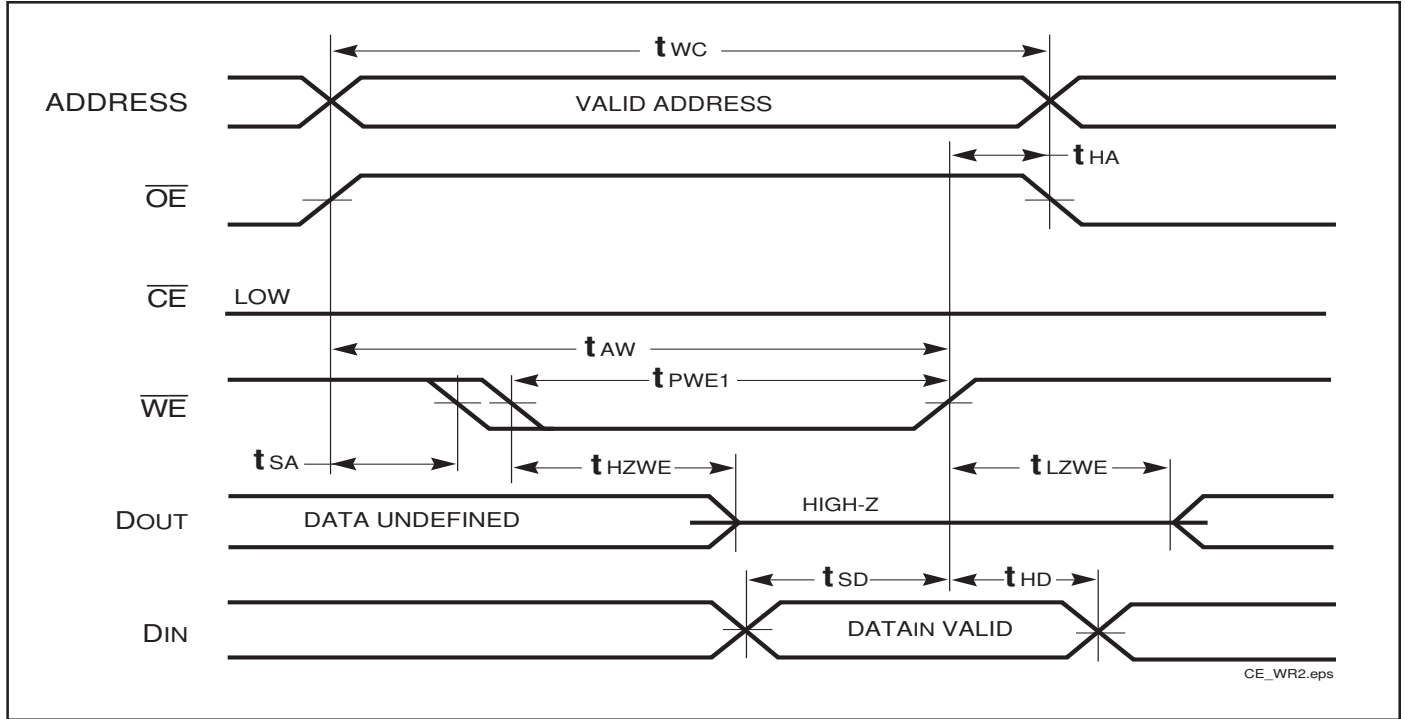 tWC
ADDRESS
VALID ADDRESS
tHA
OE
CE
LOW
tAW
tPWE1
WE
tSA
tHZWE
tLZWE
DOUT
DATA UNDEFINED
HIGH-Z
tSD
tHD
DIN
DATAIN VALID
CE_WR2.eps